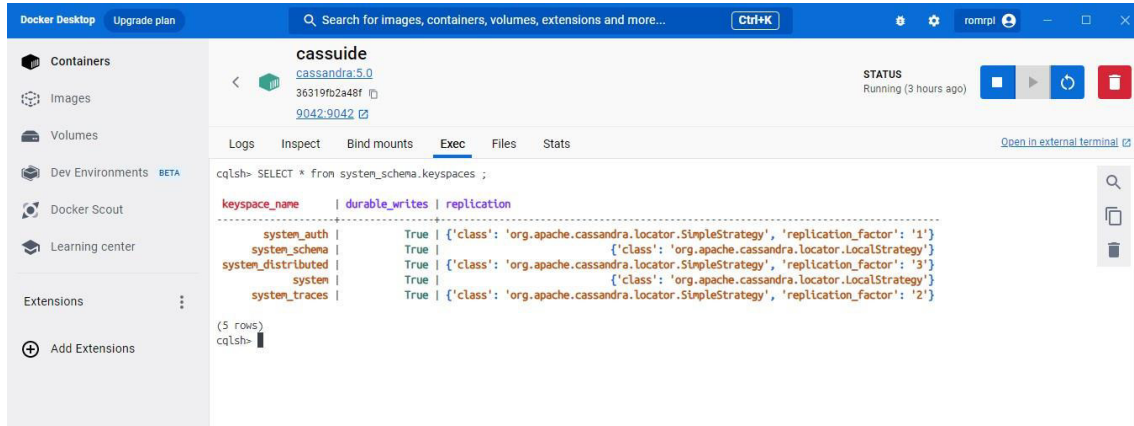 Docker Desktop Upgrade plan Search for images, containers, volumes, extensions and more... Ctrl+K romrpl
Containers
Images
Volumes
Dev Environments BETA
Docker Scout
Learning center
Extensions
Add Extensions
cassuide
cassandra:5.0
36319fb2a48f
9042:9042
STATUS
Running (3 hours ago)
Logs Inspect Bind mounts Exec Files Stats Open in external terminal
cqlsh> SELECT * from system_schema.keyspaces ;
keyspace_name | durable_writes | replication
--------------------+----------------+-------------------------------------------------------------------------------------
system_auth | True | {'class': 'org.apache.cassandra.locator.SimpleStrategy', 'replication_factor': '1'}
system_schema | True | {'class': 'org.apache.cassandra.locator.LocalStrategy'}
system_distributed | True | {'class': 'org.apache.cassandra.locator.SimpleStrategy', 'replication_factor': '3'}
system | True | {'class': 'org.apache.cassandra.locator.LocalStrategy'}
system_traces | True | {'class': 'org.apache.cassandra.locator.SimpleStrategy', 'replication_factor': '2'}
(5 rows)
cqlsh>